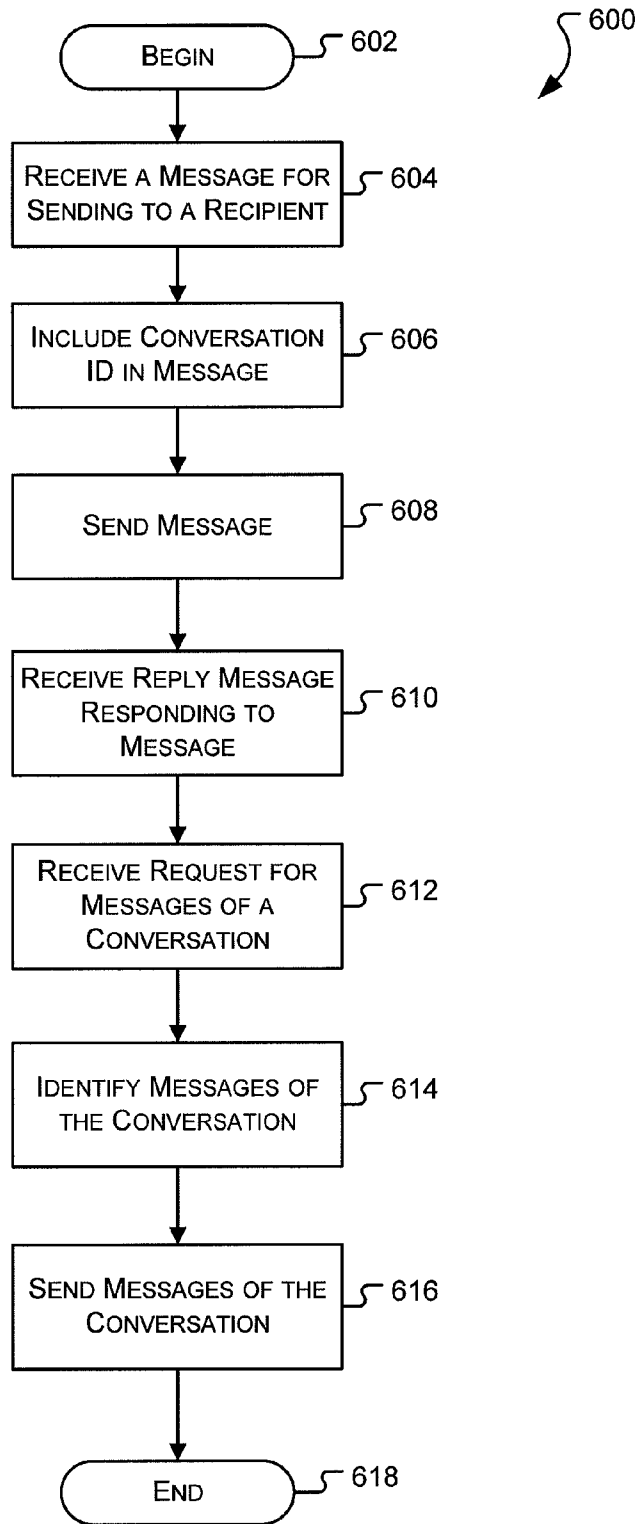 600
BEGIN
602
RECEIVE A MESSAGE FOR
SENDING TO A RECIPIENT
604
INCLUDE CONVERSATION
ID IN MESSAGE
606
SEND MESSAGE
608
RECEIVE REPLY MESSAGE
RESPONDING TO
MESSAGE
610
RECEIVE REQUEST FOR
MESSAGES OF A
CONVERSATION
612
IDENTIFY MESSAGES OF
THE CONVERSATION
614
SEND MESSAGES OF THE
CONVERSATION
616
END
618